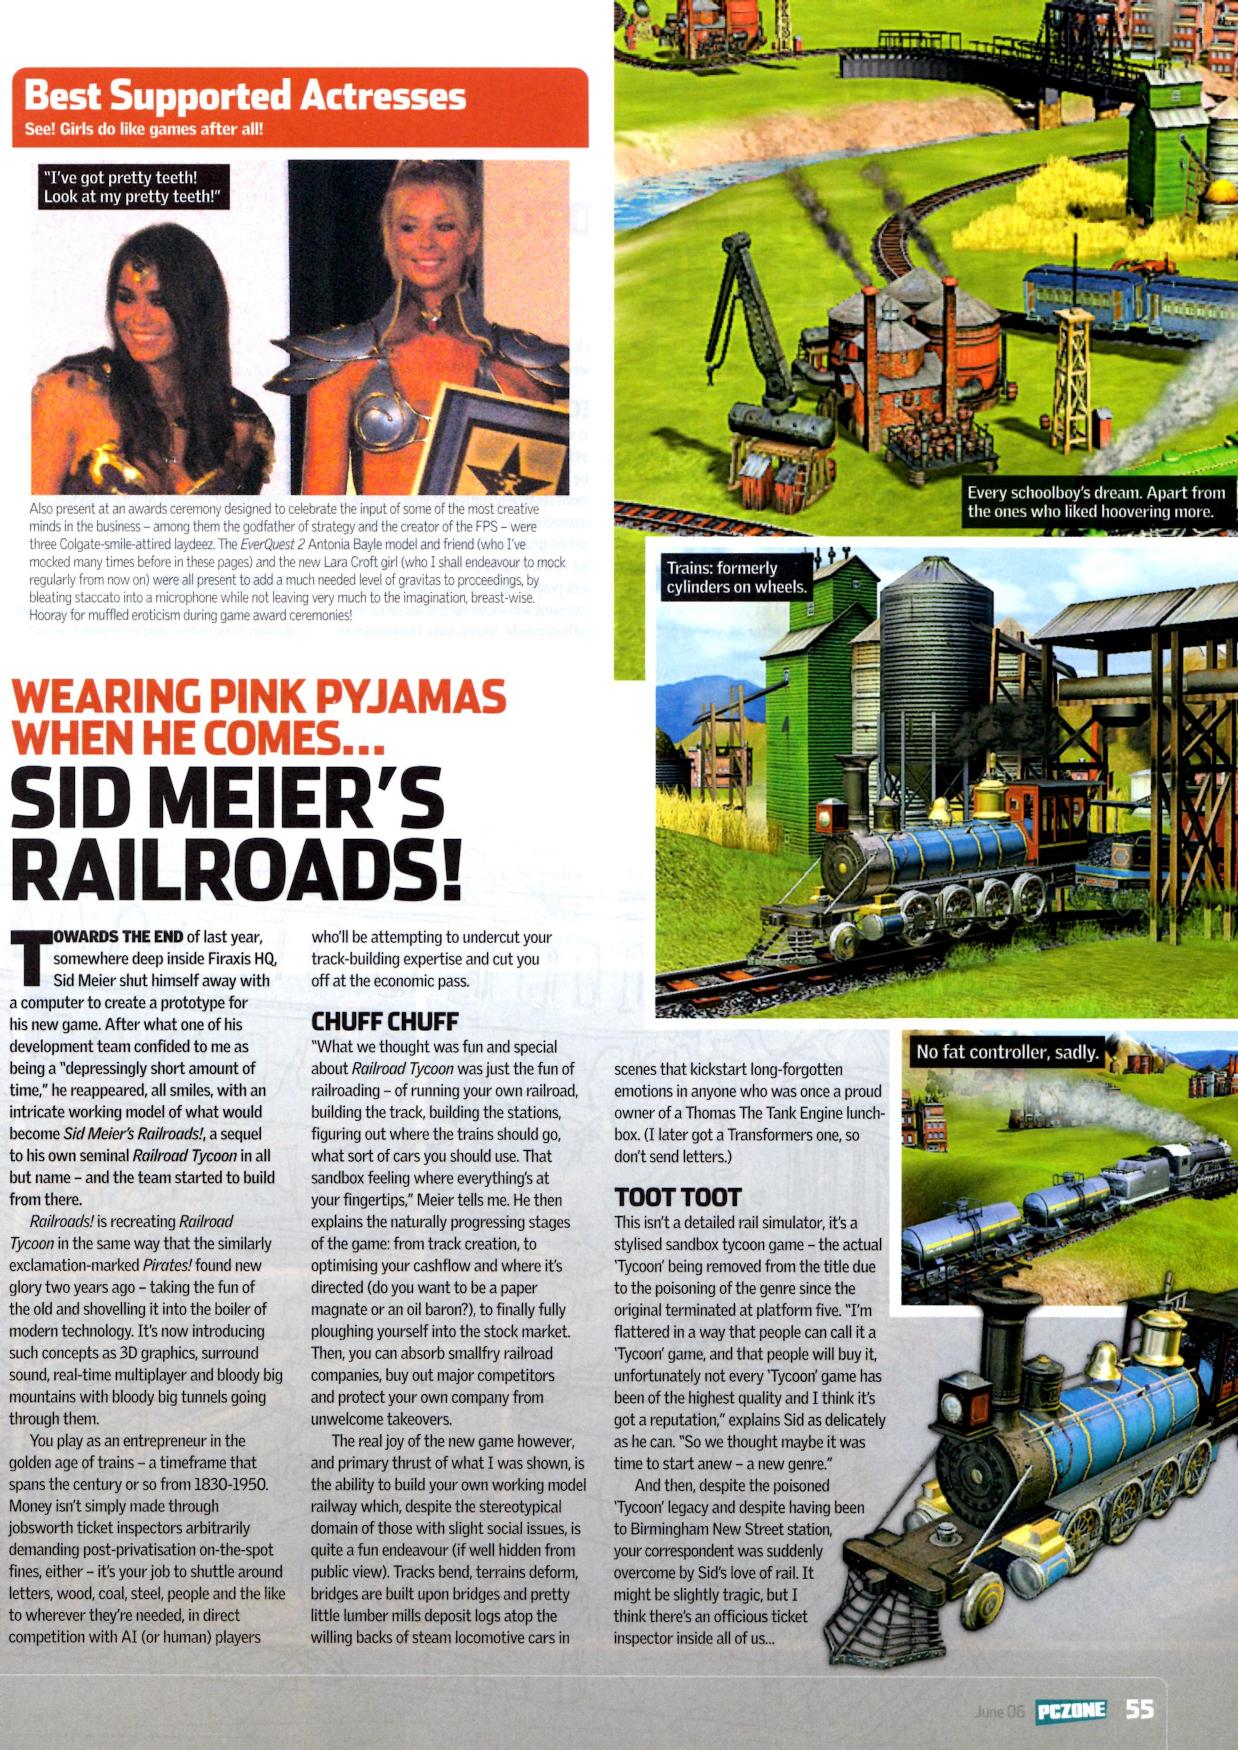 Best Supported Actresses
See! Girls do like games after all!
"I've got pretty teeth!
Look at my pretty teeth!"
Also present at an awards ceremony designed to celebrate the input of some of the most creative
minds in the business – among them the godfather of strategy and the creator of the FPS – were
three Colgate-smile-attired laydeez. The EverQuest 2 Antonia Bayle model and friend (who I've
mocked many times before in these pages) and the new Lara Croft girl (who I shall endeavour to mock
regularly from now on) were all present to add a much needed level of gravitas to proceedings, by
bleating staccato into a microphone while not leaving very much to the imagination, breast-wise.
Hooray for muffled eroticism during game award ceremonies!
WEARING PINK PYJAMAS
WHEN HE COMES...
SID MEIER'S
RAILROADS!
TOWARDS THE END of last year,
somewhere deep inside Firaxis HQ,
Sid Meier shut himself away with
a computer to create a prototype for
his new game. After what one of his
development team confided to me as
being a "depressingly short amount of
time," he reappeared, all smiles, with an
intricate working model of what would
become Sid Meier's Railroads!, a sequel
to his own seminal Railroad Tycoon in all
but name – and the team started to build
from there.
Railroads! is recreating Railroad
Tycoon in the same way that the similarly
exclamation-marked Pirates! found new
glory two years ago – taking the fun of
the old and shovelling it into the boiler of
modern technology. It's now introducing
such concepts as 3D graphics, surround
sound, real-time multiplayer and bloody big
mountains with bloody big tunnels going
through them.
You play as an entrepreneur in the
golden age of trains – a timeframe that
spans the century or so from 1830-1950.
Money isn't simply made through
jobsworth ticket inspectors arbitrarily
demanding post-privatisation on-the-spot
fines, either – it's your job to shuttle around
letters, wood, coal, steel, people and the like
to wherever they're needed, in direct
competition with AI (or human) players
who'll be attempting to undercut your
track-building expertise and cut you
off at the economic pass.
CHUFF CHUFF
"What we thought was fun and special
about Railroad Tycoon was just the fun of
railroading – of running your own railroad,
building the track, building the stations,
figuring out where the trains should go,
what sort of cars you should use. That
sandbox feeling where everything's at
your fingertips," Meier tells me. He then
explains the naturally progressing stages
of the game: from track creation, to
optimising your cashflow and where it's
directed (do you want to be a paper
magnate or an oil baron?), to finally fully
ploughing yourself into the stock market.
Then, you can absorb smallfry railroad
companies, buy out major competitors
and protect your own company from
unwelcome takeovers.
The real joy of the new game however,
and primary thrust of what I was shown, is
the ability to build your own working model
railway which, despite the stereotypical
domain of those with slight social issues, is
quite a fun endeavour (if well hidden from
public view). Tracks bend, terrains deform,
bridges are built upon bridges and pretty
little lumber mills deposit logs atop the
willing backs of steam locomotive cars in
scenes that kickstart long-forgotten
emotions in anyone who was once a proud
owner of a Thomas The Tank Engine lunch-
box. (I later got a Transformers one, so
don't send letters.)
TOOT TOOT
This isn't a detailed rail simulator, it's a
stylised sandbox tycoon game – the actual
'Tycoon' being removed from the title due
to the poisoning of the genre since the
original terminated at platform five. "I'm
flattered in a way that people can call it a
'Tycoon' game, and that people will buy it,
unfortunately not every 'Tycoon' game has
been of the highest quality and I think it's
got a reputation," explains Sid as delicately
as he can. "So we thought maybe it was
time to start anew – a new genre."
And then, despite the poisoned
'Tycoon' legacy and despite having been
to Birmingham New Street station,
your correspondent was suddenly
overcome by Sid's love of rail. It
might be slightly tragic, but I
think there's an officious ticket
inspector inside all of us...
Every schoolboy's dream. Apart from
the ones who liked hoovering more.
Trains: formerly
cylinders on wheels.
No fat controller, sadly.
June 06 PCZONE 55